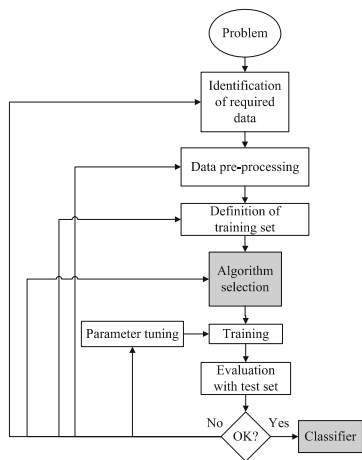 Problem
Identification
of required
data
Data pre-processing
Definition of
training set
Algorithm
selection
Parameter tuning
Training
Evaluation
with test set
No
Yes
OK?
Classifier